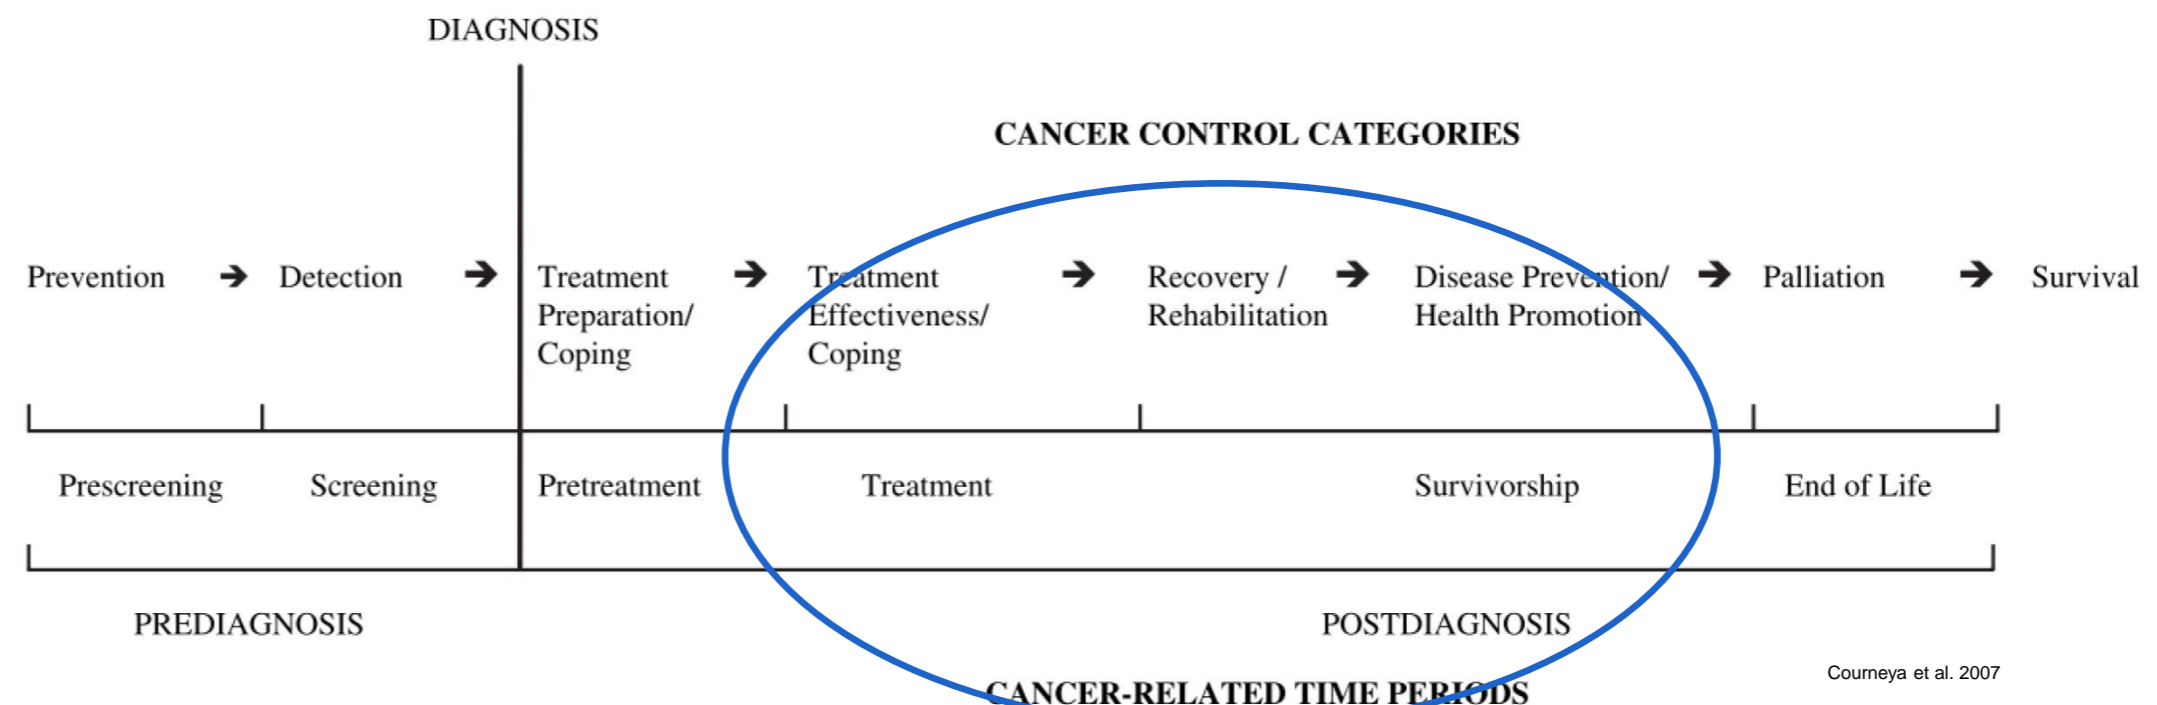 DIAGNOSIS
CANCER CONTROL CATEGORIES
Prevention → Detection → Treatment → Treatment → Recovery / → Disease Prevention/ → Palliation → Survival
Preparation/ Effectiveness/ Rehabilitation Health Promotion
Coping Coping
Prescreening Screening Pretreatment Treatment Survivorship End of Life
PREDIAGNOSIS POSTDIAGNOSIS
Courneya et al. 2007
CANCER-RELATED TIME PERIODS